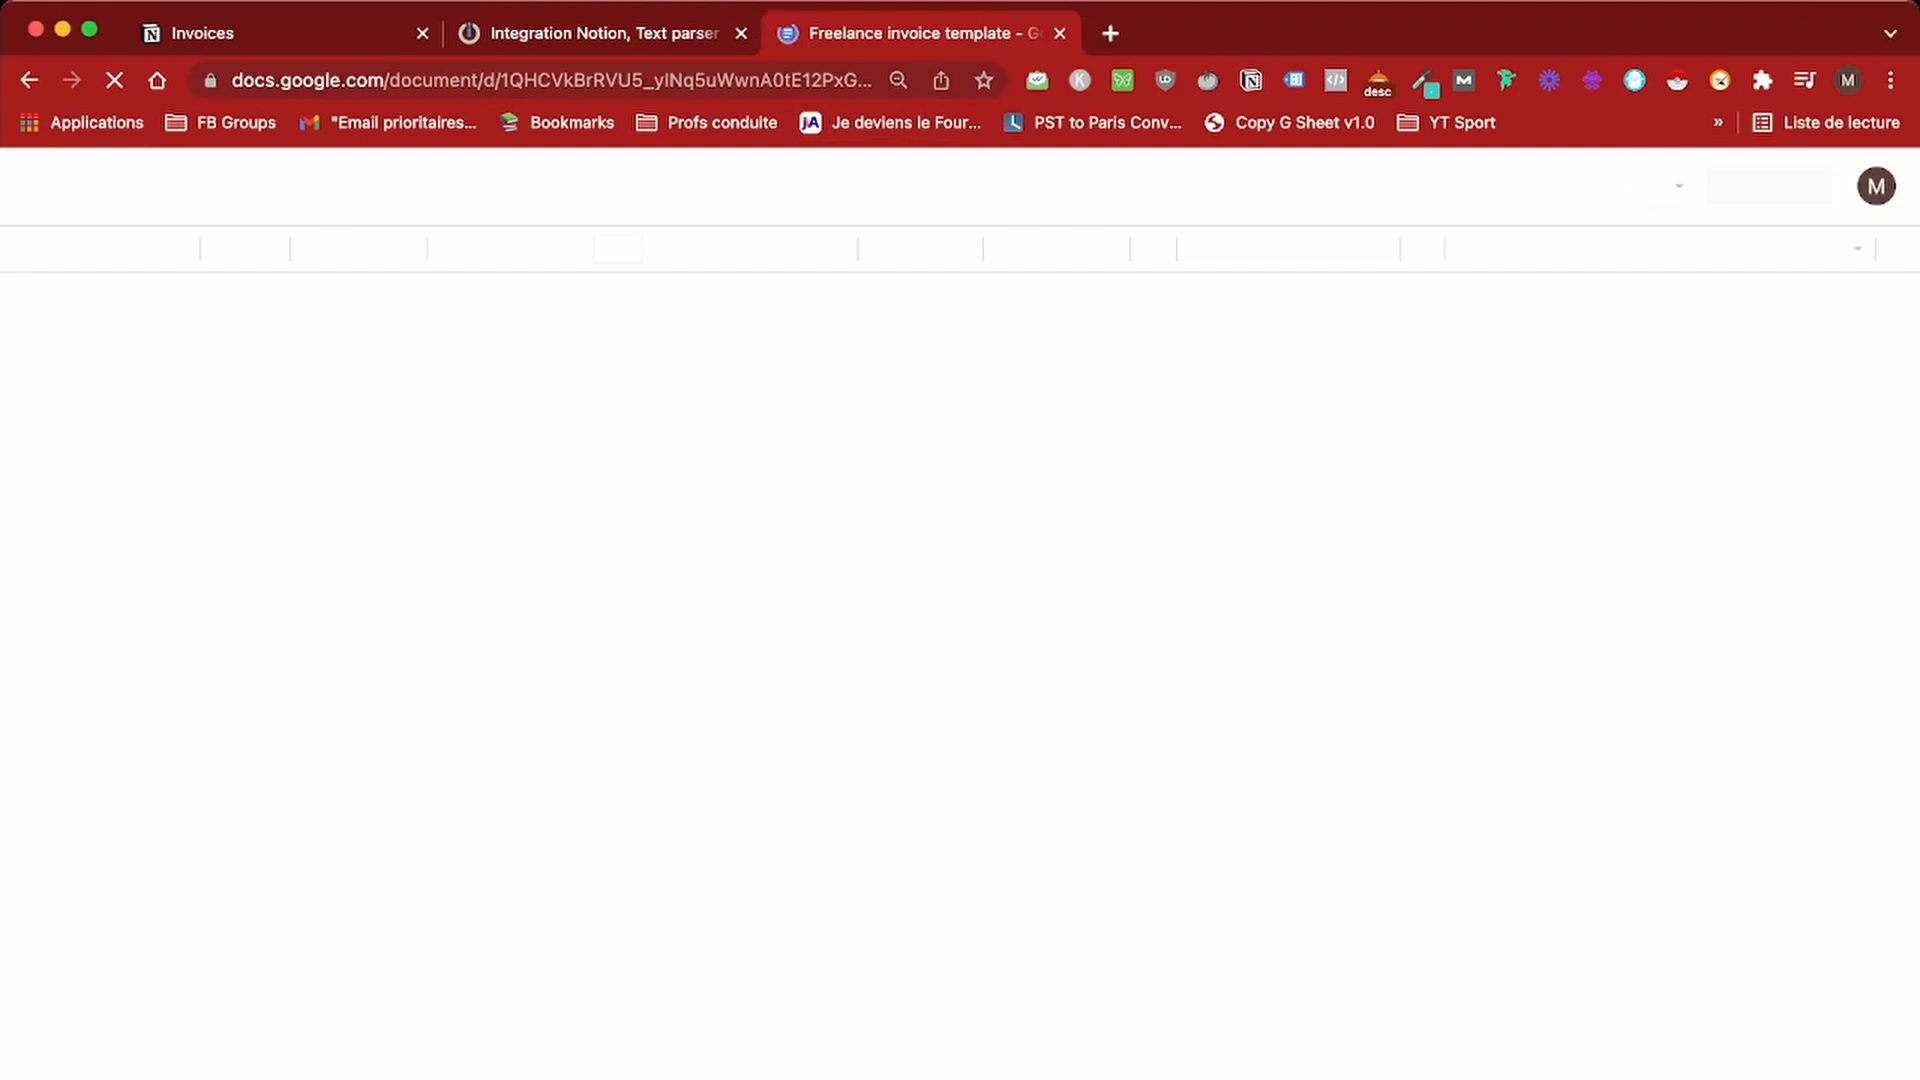 Invoices
Integration Notion, Text parser
Freelance invoice template - G
docs.google.com/document/d/1QHCVkBrRVU5_yINq5uWwnA0tE12PxG...
desc
M
Applications
FB Groups
"Email prioritaires...
Bookmarks
Profs conduite
jA
Je deviens le Four...
PST to Paris Conv...
Copy G Sheet v1.0
YT Sport
»
Liste de lecture
M